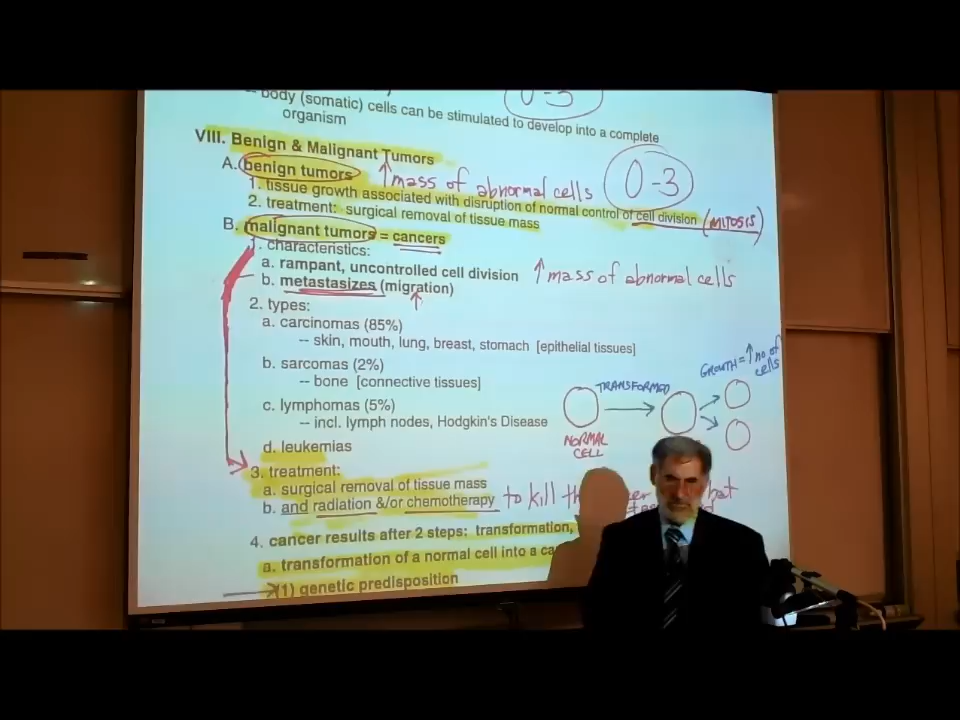 -- body (somatic) cells can be stimulated to develop into a complete
organism
0-3
VIII. Benign & Malignant Tumors
A. benign tumors ↑ mass of abnormal cells 0-3
1. tissue growth associated with disruption of normal control of cell division (MITOSIS)
2. treatment: surgical removal of tissue mass
B. malignant tumors = cancers
1. characteristics:
a. rampant, uncontrolled cell division ↑ mass of abnormal cells
b. metastasizes (migration)
2. types:
a. carcinomas (85%)
-- skin, mouth, lung, breast, stomach [epithelial tissues]
b. sarcomas (2%)
-- bone [connective tissues]
c. lymphomas (5%)
-- incl. lymph nodes, Hodgkin's Disease
d. leukemias
GROWTH = ↑ no. of
cells
TRANSFORMED
NORMAL
CELL
3. treatment:
a. surgical removal of tissue mass
b. and radiation &/or chemotherapy to kill
4. cancer results after 2 steps: transformation,
a. transformation of a normal cell into a
(1) genetic predisposition